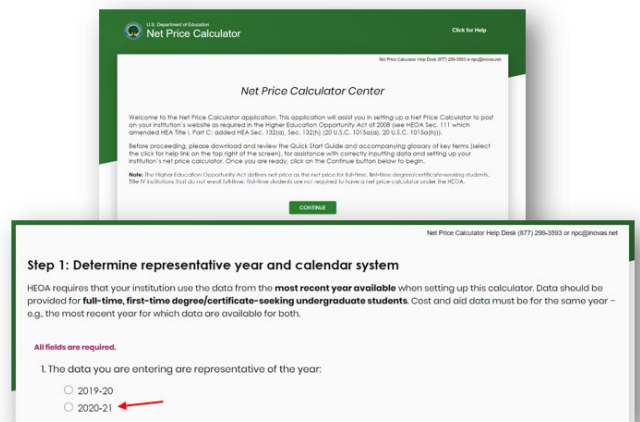 U.S. Department of Education
Net Price Calculator
Click for Help
Net Price Calculator Help Desk (877) 299-3593 or npc@inovas.net
Net Price Calculator Center
Welcome to the Net Price Calculator application. This application will assist you in setting up a Net Price Calculator to post
on your institution's website as required in the Higher Education Opportunity Act of 2008 (see HEOA Sec. 111 which
amended HEA Title I, Part C: added HEA Sec. 132(a), Sec. 132(h) (20 U.S.C. 1015a(a), 20 U.S.C. 1015a(h)).
Before proceeding, please download and review the Quick Start Guide and accompanying glossary of key terms (select
the click for help link on the top right of the screen), for assistance with correctly inputting data and setting up your
institution's net price calculator. Once you are ready, click on the Continue button below to begin.
Note: The Higher Education Opportunity Act defines net price as the net price for full-time, first-time degree/certificate-seeking students.
Title IV institutions that do not enroll full-time, first-time students are not required to have a net price calculator under the HEOA.
CONTINUE
Net Price Calculator Help Desk (877) 299-3593 or npc@inovas.net
Step 1: Determine representative year and calendar system
HEOA requires that your institution use the data from the most recent year available when setting up this calculator. Data should be
provided for full-time, first-time degree/certificate-seeking undergraduate students. Cost and aid data must be for the same year –
e.g., the most recent year for which data are available for both.
All fields are required.
1. The data you are entering are representative of the year:
2019-20
2020-21